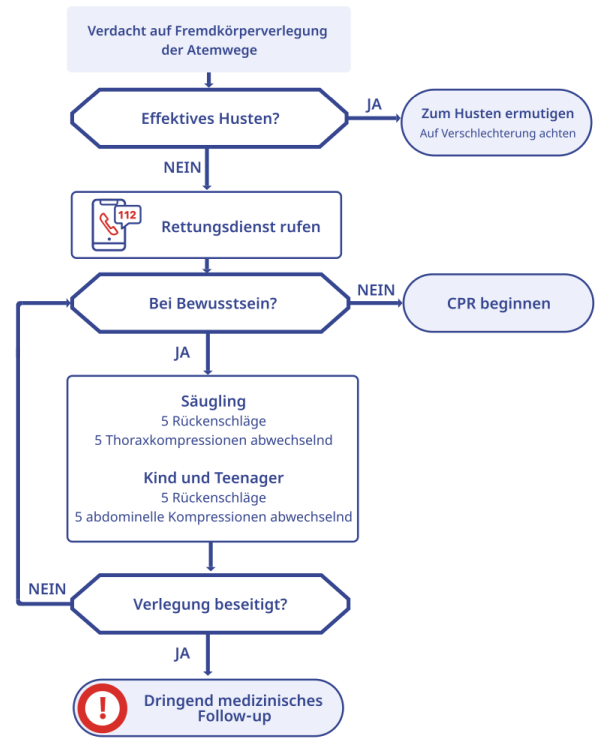 Verdacht auf Fremdkörperverlegung
der Atemwege
Effektives Husten?
JA
Zum Husten ermutigen
Auf Verschlechterung achten
NEIN
112
Rettungsdienst rufen
Bei Bewusstsein?
NEIN
CPR beginnen
JA
Säugling
5 Rückenschläge
5 Thoraxkompressionen abwechselnd
Kind und Teenager
5 Rückenschläge
5 abdominelle Kompressionen abwechselnd
NEIN
Verlegung beseitigt?
JA
!
Dringend medizinisches
Follow-up